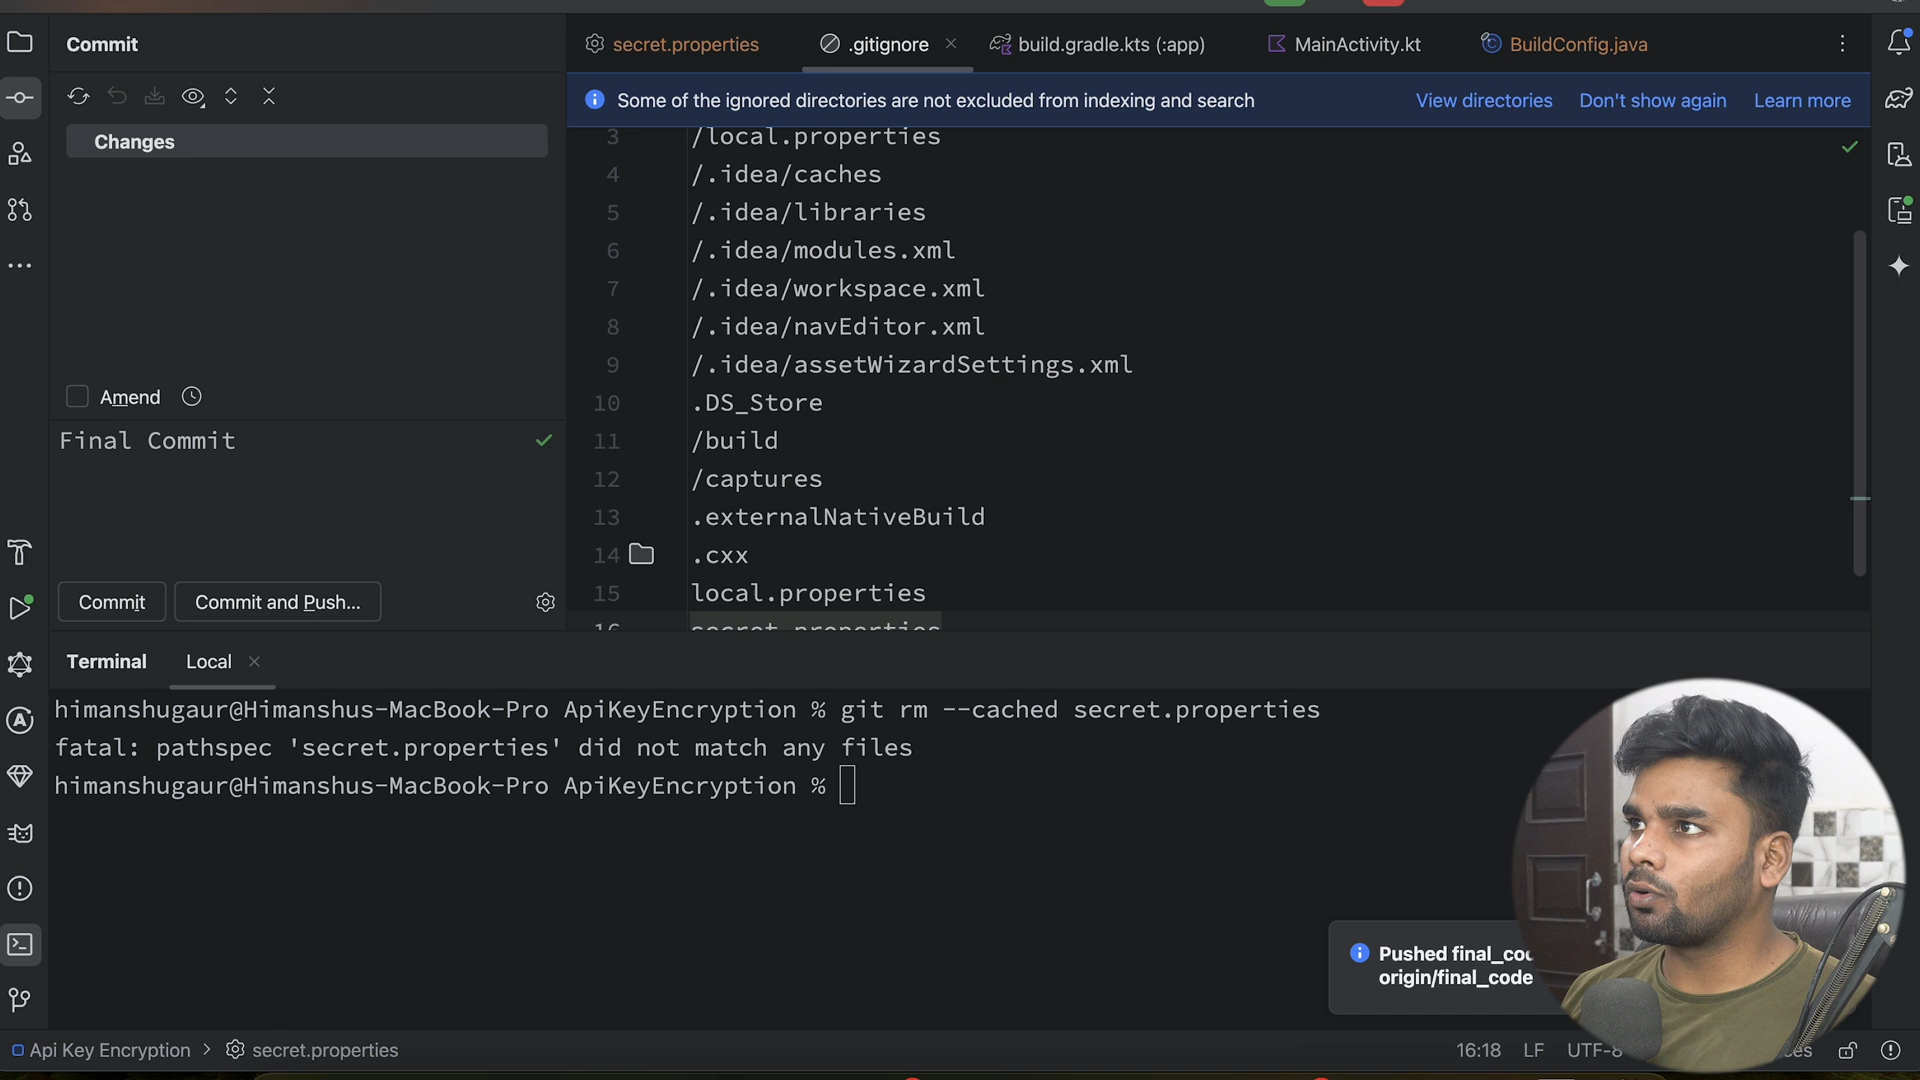 Commit
secret.properties
.gitignore
build.gradle.kts (:app)
MainActivity.kt
BuildConfig.java
Some of the ignored directories are not excluded from indexing and search
View directories
Don't show again
Learn more
Changes
3 /local.properties
4 /.idea/caches
5 /.idea/libraries
6 /.idea/modules.xml
7 /.idea/workspace.xml
8 /.idea/navEditor.xml
9 /.idea/assetWizardSettings.xml
10 .DS_Store
11 /build
12 /captures
13 .externalNativeBuild
14 .cxx
15 local.properties
16 secret.properties
Amend
Final Commit
Commit
Commit and Push...
Terminal
Local
himanshugaur@Himanshus-MacBook-Pro ApiKeyEncryption % git rm --cached secret.properties
fatal: pathspec 'secret.properties' did not match any files
himanshugaur@Himanshus-MacBook-Pro ApiKeyEncryption %
Pushed
origin/final_code
Api Key Encryption > secret.properties
16:18
LF